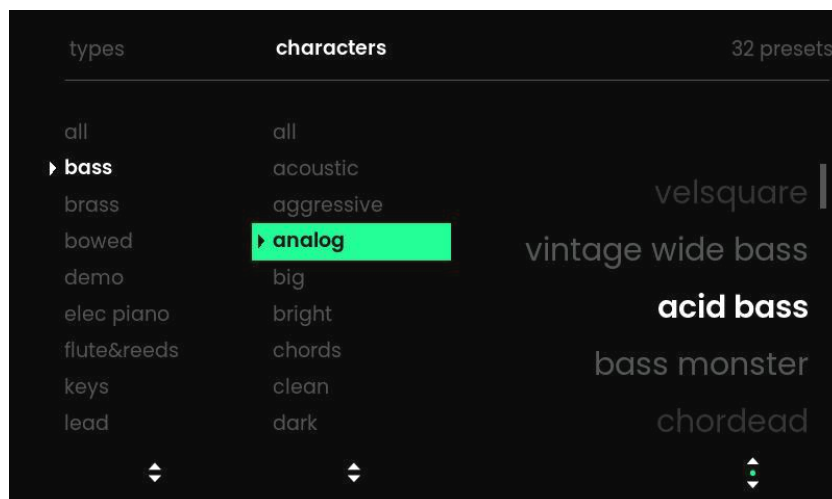 types characters 32 presets
all all
bass acoustic
brass aggressive velsquare
bowed analog vintage wide bass
demo big
elec piano bright acid bass
flute&reeds chords bass monster
keys clean
lead dark chordead